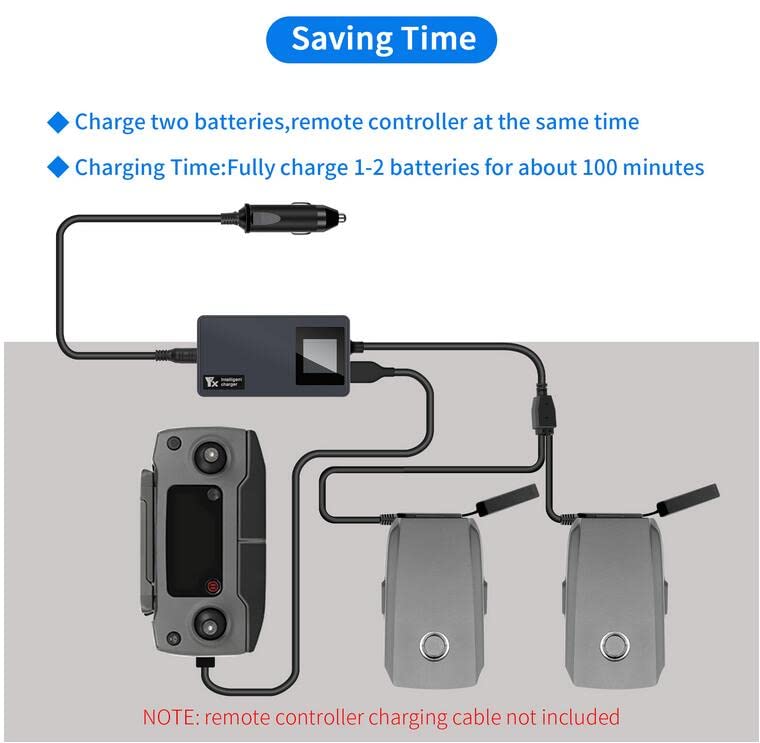 Saving Time
Charge two batteries,remote controller at the same time
Charging Time:Fully charge 1-2 batteries for about 100 minutes
YX Intelligent
charger
NOTE: remote controller charging cable not included